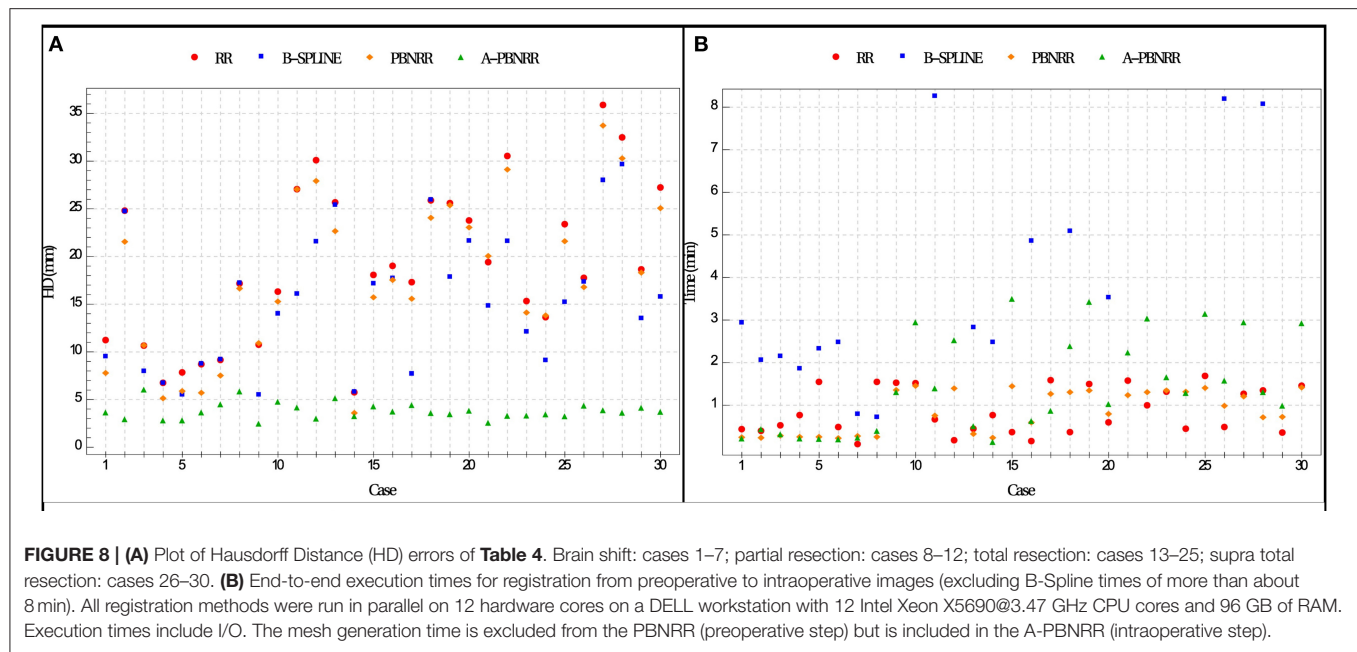 A
RR B-SPLINE PBNRR A-PBNRR
HD (mm)
35
30
25
20
15
10
5
0
1 5 10 15 20 25 30
Case
B
RR B-SPLINE PBNRR A-PBNRR
Time (min)
8
7
6
5
4
3
2
1
1 5 10 15 20 25 30
Case
FIGURE 8 | (A) Plot of Hausdorff Distance (HD) errors of Table 4. Brain shift: cases 1–7; partial resection: cases 8–12; total resection: cases 13–25; supra total
resection: cases 26–30. (B) End-to-end execution times for registration from preoperative to intraoperative images (excluding B-Spline times of more than about
8 min). All registration methods were run in parallel on 12 hardware cores on a DELL workstation with 12 Intel Xeon X5690@3.47 GHz CPU cores and 96 GB of RAM.
Execution times include I/O. The mesh generation time is excluded from the PBNRR (preoperative step) but is included in the A-PBNRR (intraoperative step).